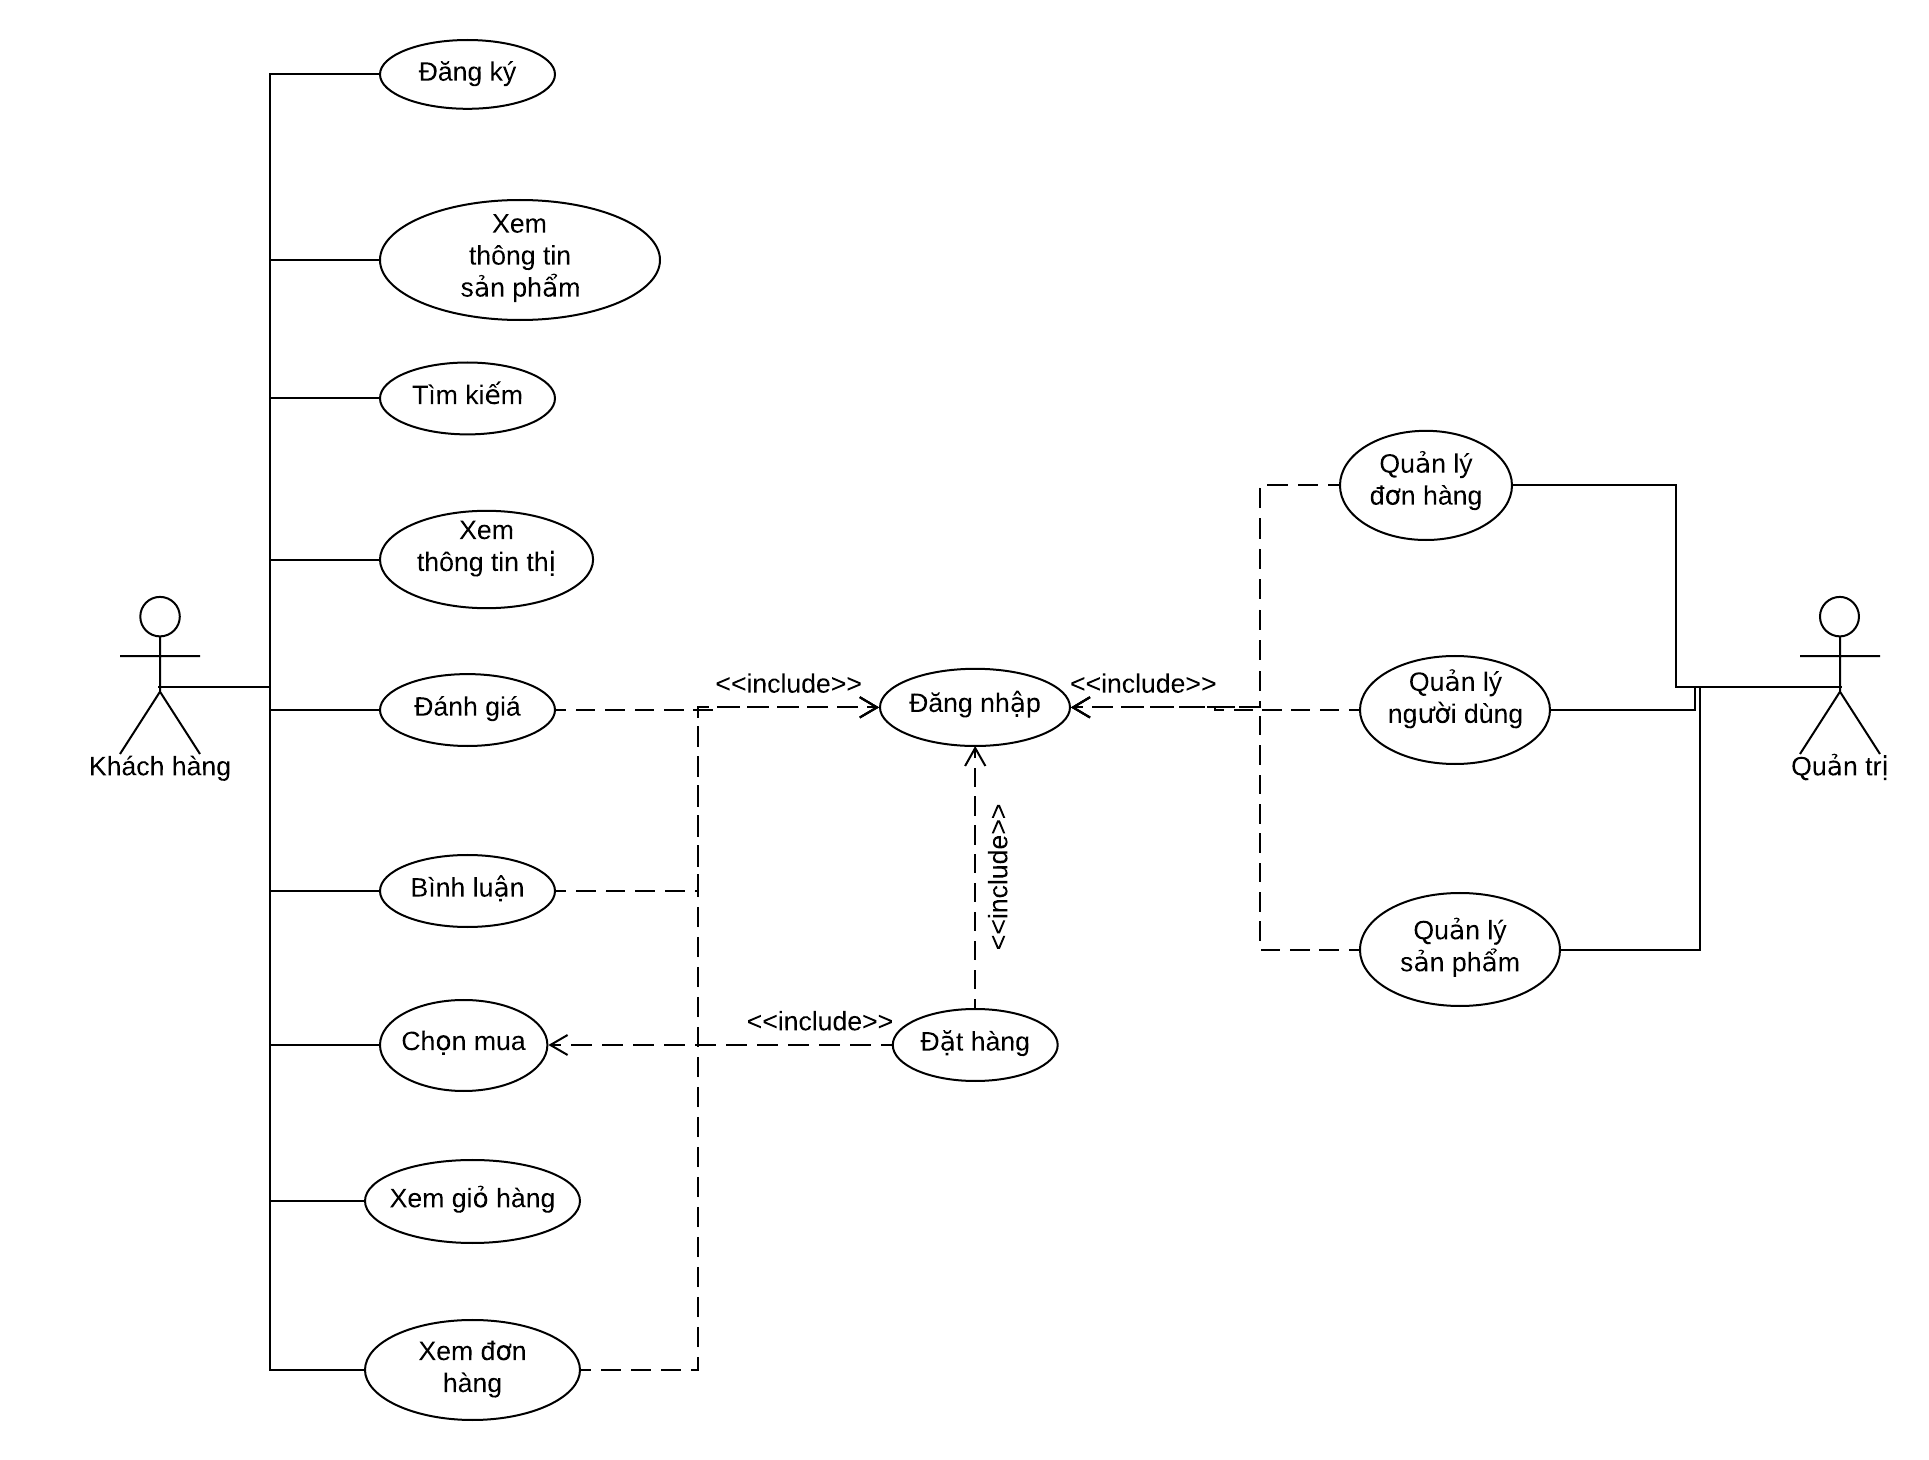 Đăng ký
Xem
thông tin
sản phẩm
Tìm kiếm
Xem
thông tin thị
Khách hàng
Đánh giá
Bình luận
Chọn mua
Xem giỏ hàng
Xem đơn
hàng
<<include>>
Đăng nhập
<<include>>
<<include>>
<<include>>
Đặt hàng
Quản lý
đơn hàng
Quản lý
người dùng
Quản lý
sản phẩm
Quản trị